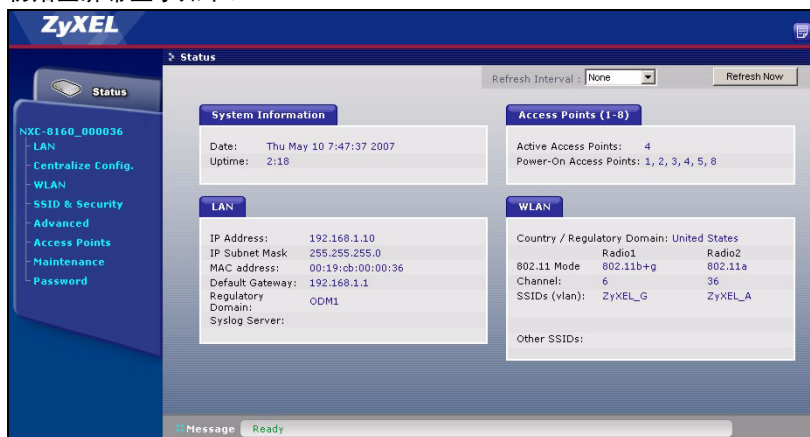 ZyXEL
Status
Refresh Interval : None
Refresh Now
Status
NXC-8160_000036
LAN
Centralize Config.
WLAN
SSID & Security
Advanced
Access Points
Maintenance
Password
System Information
Date: Thu May 10 7:47:37 2007
Uptime: 2:18
Access Points (1-8)
Active Access Points: 4
Power-On Access Points: 1, 2, 3, 4, 5, 8
LAN
IP Address: 192.168.1.10
IP Subnet Mask 255.255.255.0
MAC address: 00:19:cb:00:00:36
Default Gateway: 192.168.1.1
Regulatory Domain: ODM1
Syslog Server:
WLAN
Country / Regulatory Domain: United States
Radio1 Radio2
802.11 Mode 802.11b+g 802.11a
Channel: 6 36
SSIDs (vlan): ZyXEL_G ZyXEL_A
Other SSIDs:
Message Ready